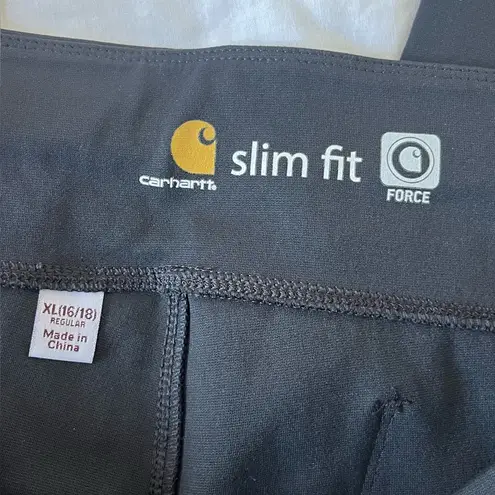 carhartt
slim fit
FORCE
XL(16/18)
REGULAR
Made in
China